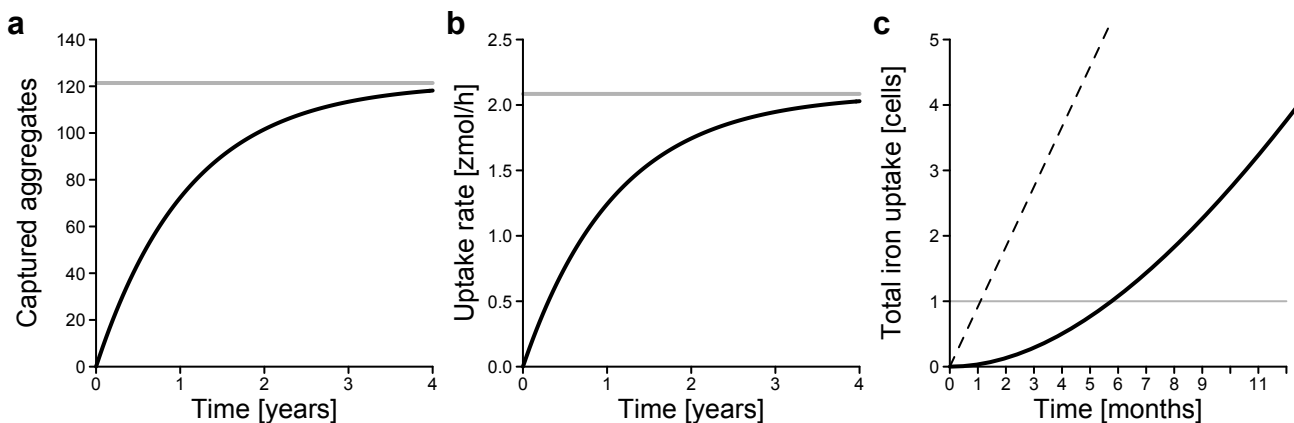 a
140
120
100
80
60
40
20
0
Captured aggregates
0 1 2 3 4
Time [years]
b
2.5
2.0
1.5
1.0
0.5
0.0
Uptake rate [zmol/h]
0 1 2 3 4
Time [years]
c
5
4
3
2
1
0
Total iron uptake [cells]
0 1 2 3 4 5 6 7 8 9 11
Time [months]